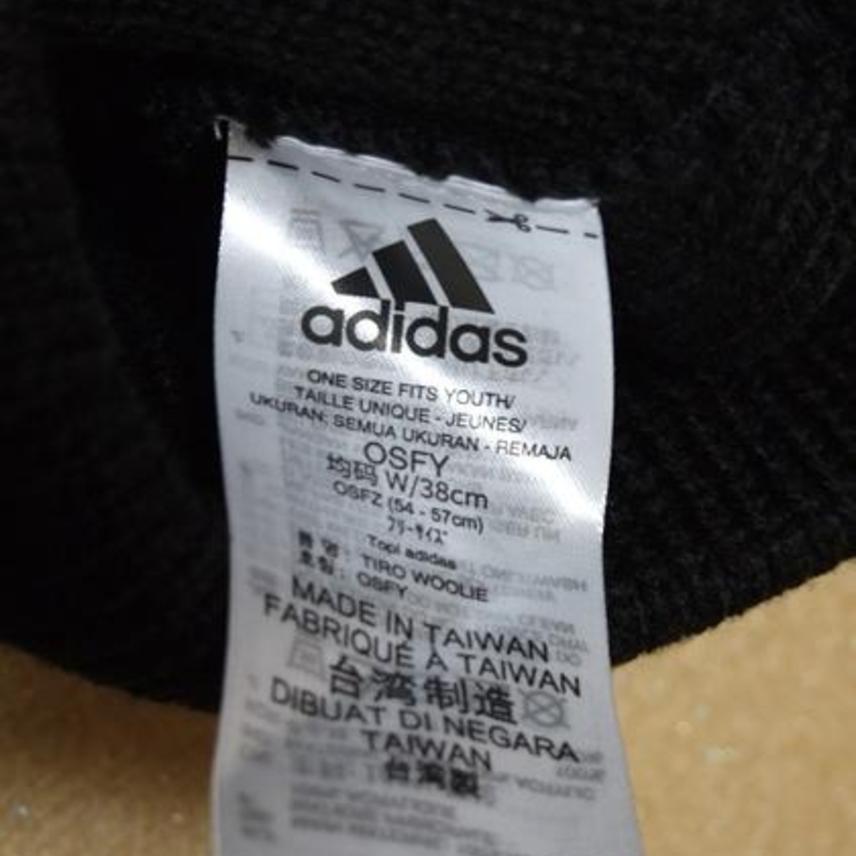 adidas
ONE SIZE FITS YOUTH/
TAILLE UNIQUE - JEUNES/
UKURAN: SEMUA UKURAN - REMAJA
OSFY
均码 W/38cm
OSFZ (54 - 57cm)
フリーサイズ
Topi adidas
TIRO WOOLIE
OSFY
MADE IN TAIWAN
FABRIQUÉ À TAIWAN
台湾制造
DIBUAT DI NEGARA
TAIWAN
台湾製